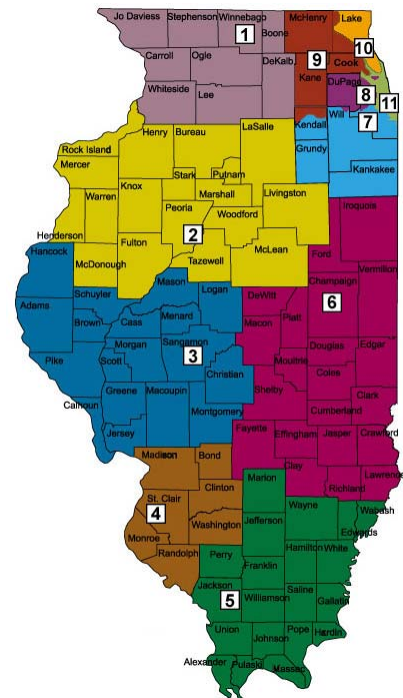 Jo Daviess
Stephenson
Winnebago
Boone
McHenry
Lake
1
10
9
Carroll
Ogle
DeKalb
Kane
Cook
DuPage
8
11
Whiteside
Lee
7
Kendall
Will
Grundy
Kankakee
Henry
Bureau
LaSalle
Rock Island
Mercer
Stark
Putnam
Knox
Marshall
Livingston
Warren
Peoria
Woodford
Iroquois
Henderson
Fulton
2
McLean
Tazewell
Ford
Hancock
McDonough
Mason
Logan
Champaign
Vermilion
Schuyler
DeWitt
6
Adams
Brown
Cass
Menard
Macon
Piatt
Morgan
Sangamon
Douglas
Edgar
Pike
Scott
3
Christian
Moultrie
Coles
Greene
Macoupin
Shelby
Clark
Calhoun
Montgomery
Cumberland
Jersey
Fayette
Effingham
Jasper
Crawford
Madison
Bond
Clay
Marion
Lawrence
Clinton
Richland
St. Clair
Wayne
Wabash
4
Washington
Jefferson
Edwards
Monroe
Randolph
Perry
Hamilton
White
Franklin
Jackson
Saline
5
Williamson
Gallatin
Union
Johnson
Pope
Hardin
Alexander
Pulaski
Massac